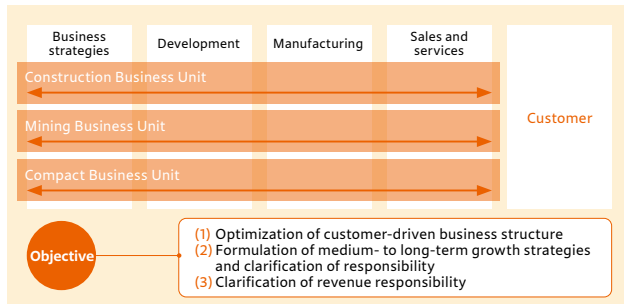 Business
strategies
Development
Manufacturing
Sales and
services
Construction Business Unit
Mining Business Unit
Compact Business Unit
Customer
Objective
(1) Optimization of customer-driven business structure
(2) Formulation of medium- to long-term growth strategies
and clarification of responsibility
(3) Clarification of revenue responsibility